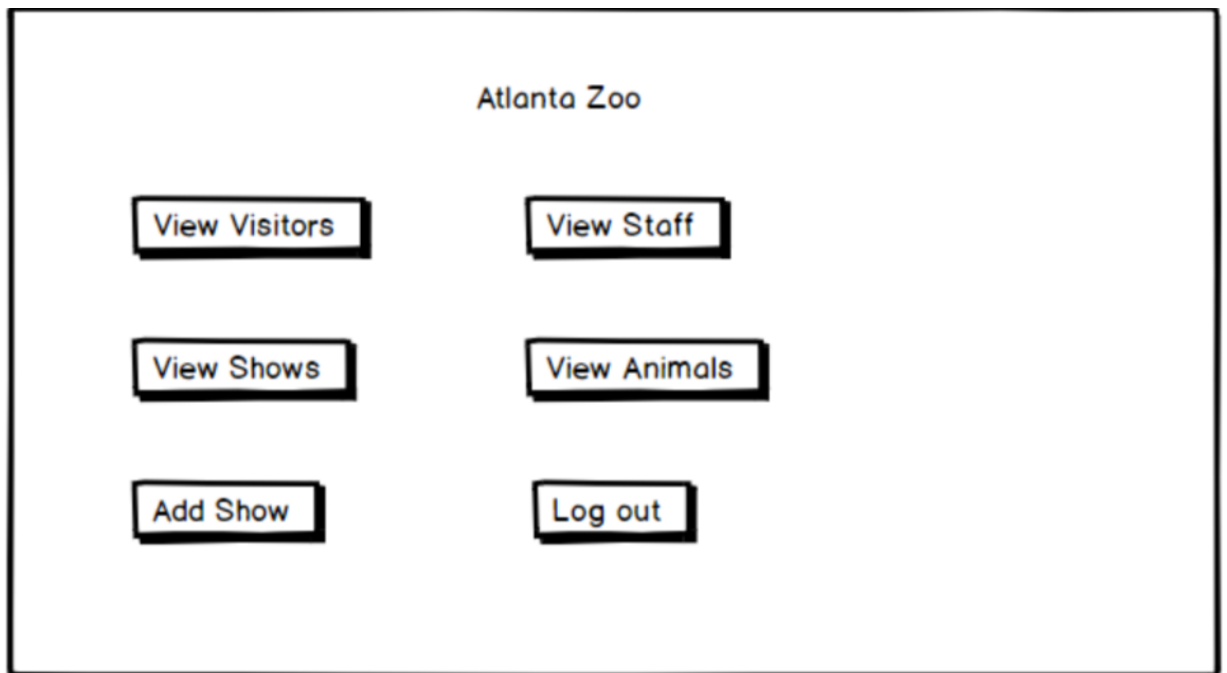 Atlanta Zoo
View Visitors
View Staff
View Shows
View Animals
Add Show
Log out